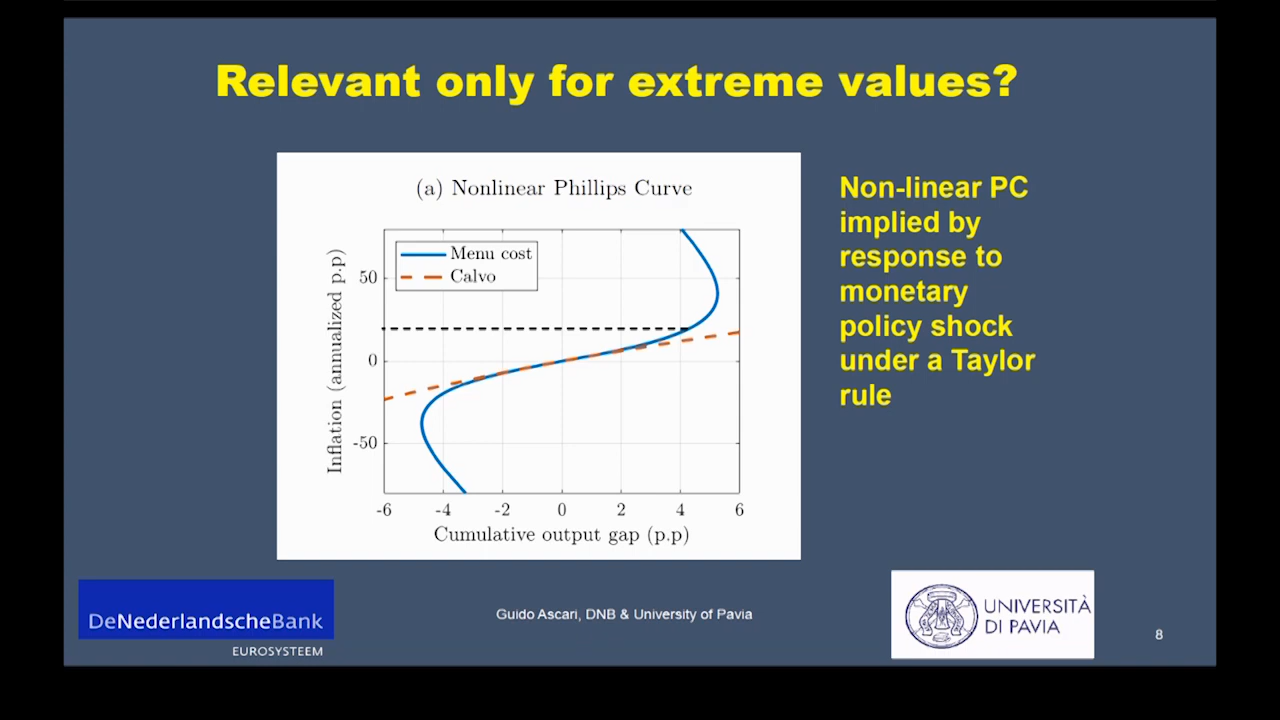 Relevant only for extreme values?
(a) Nonlinear Phillips Curve
Menu cost
Calvo
Inflation (annualized p.p)
50
0
-50
-6 -4 -2 0 2 4 6
Cumulative output gap (p.p)
Non-linear PC
implied by
response to
monetary
policy shock
under a Taylor
rule
DeNederlandscheBank
EUROSYSTEEM
Guido Ascari, DNB & University of Pavia
UNIVERSITÀ
DI PAVIA
8